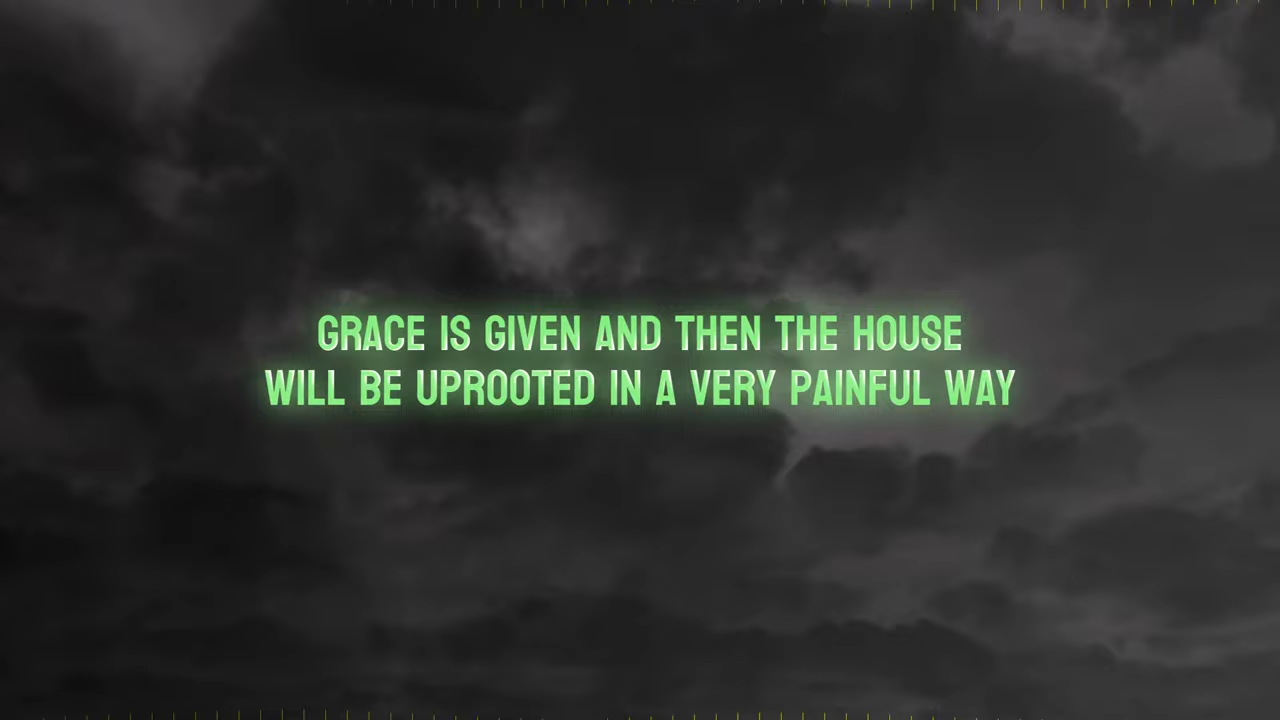 GRACE IS GIVEN AND THEN THE HOUSE
WILL BE UPROOTED IN A VERY PAINFUL WAY